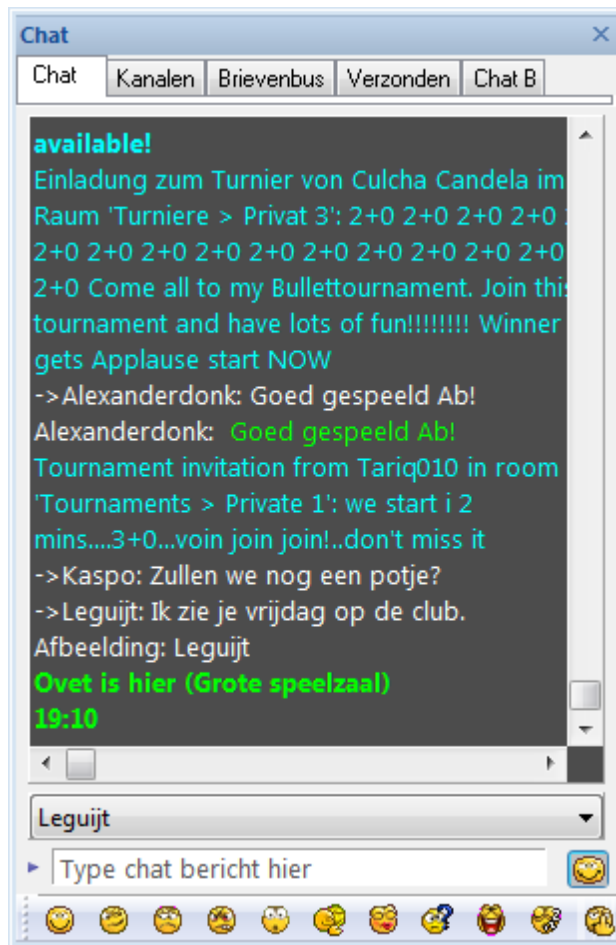 Chat
Chat Kanalen Brievenbus Verzonden Chat B
available!
Einladung zum Turnier von Culcha Candela im
Raum 'Turniere > Privat 3': 2+0 2+0 2+0 2+0
2+0 2+0 2+0 2+0 2+0 2+0 2+0 2+0 2+0
2+0 Come all to my Bullettournament. Join this
tournament and have lots of fun!!!!!!!! Winner
gets Applause start NOW
->Alexanderdonk: Goed gespeeld Ab!
Alexanderdonk: Goed gespeeld Ab!
Tournament invitation from Tariq010 in room
'Tournaments > Private 1': we start i 2
mins....3+0...voin join join!..don't miss it
->Kaspo: Zullen we nog een potje?
->Leguijt: Ik zie je vrijdag op de club.
Afbeelding: Leguijt
Ovet is hier (Grote speelzaal)
19:10
Leguijt
Type chat bericht hier